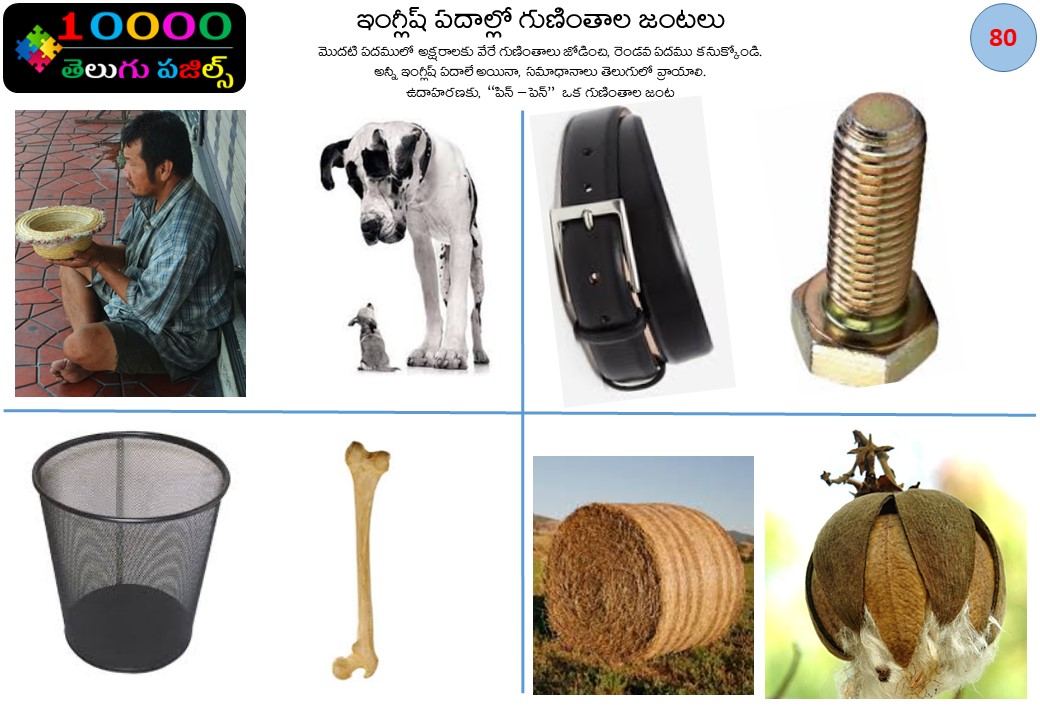 10000
తెలుగు పజిల్స్
ఇంగ్లీష్ పదాల్లో గుణింతాల జంటలు
మొదటి పదములో అక్షరాలకు వేరే గుణింతాలు జోడించి, రెండవ పదము కనుక్కోండి.
అన్నీ ఇంగ్లీష్ పదాలే అయినా, సమాధానాలు తెలుగులో వ్రాయాలి.
ఉదాహరణకు, “పిన్ – పెన్” ఒక గుణింతాల జంట
80